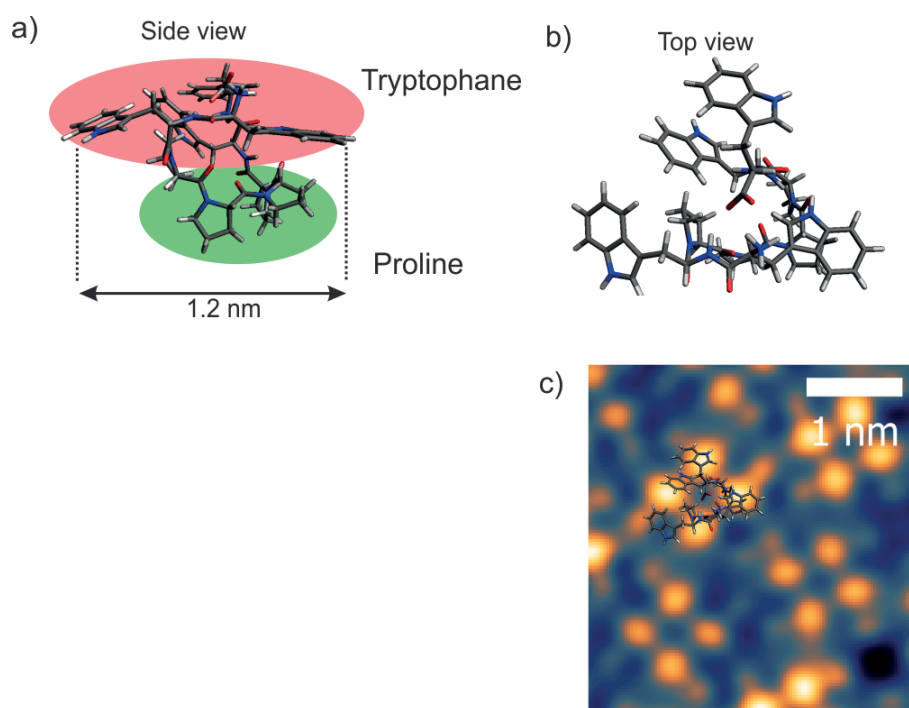 a)
Side view
Tryptophane
Proline
1.2 nm
b)
Top view
c)
1 nm